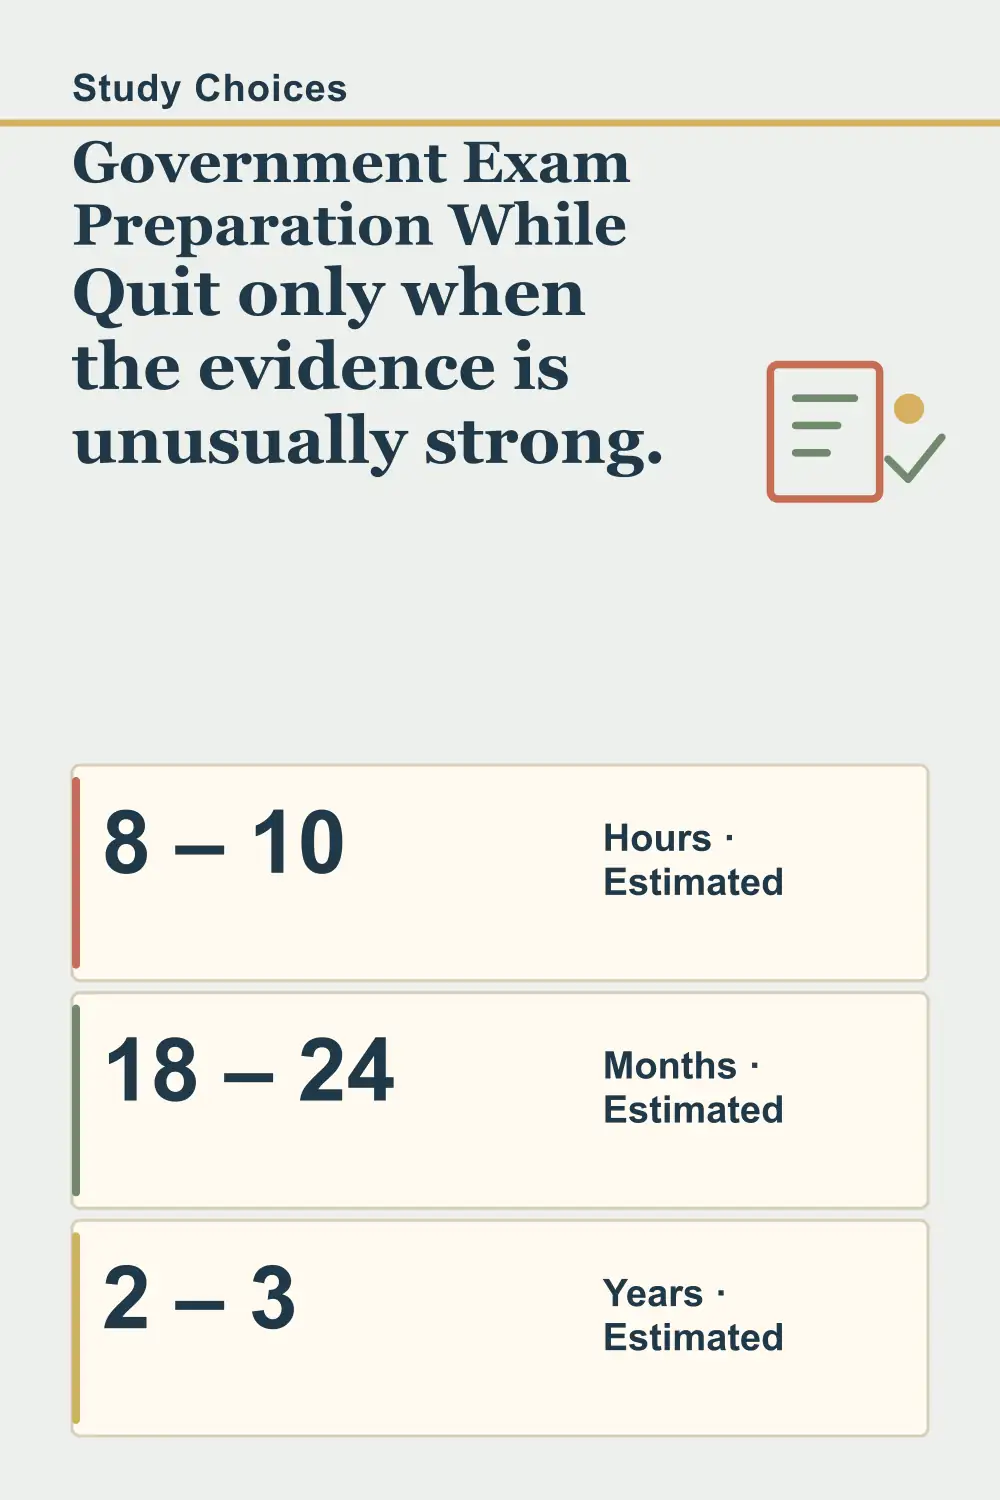 Study Choices
Government Exam
Preparation While
Quit only when
the evidence is
unusually strong.
8 – 10
Hours ·
Estimated
18 – 24
Months ·
Estimated
2 – 3
Years ·
Estimated